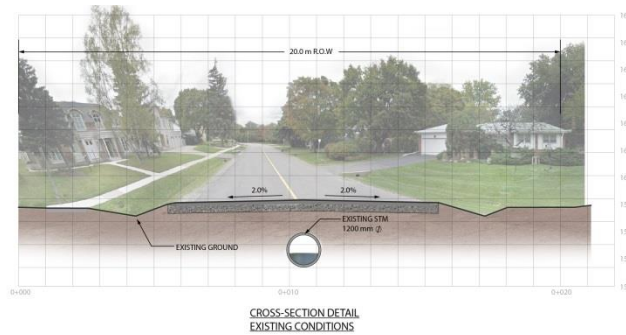 20.0 m R.O.W
2.0%
2.0%
EXISTING STM
1200 mm ∅
EXISTING GROUND
0+000
0+010
0+020
CROSS-SECTION DETAIL
EXISTING CONDITIONS